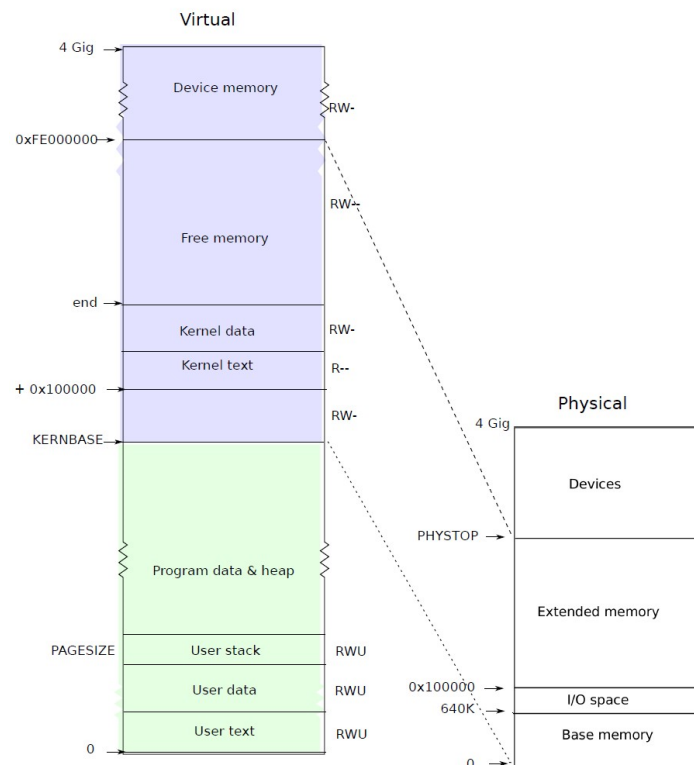 Virtual
4 Gig
Device memory
RW-
0xFE000000
RW--
Free memory
end
Kernel data
RW-
Kernel text
R--
+ 0x100000
RW-
KERNBASE
Physical
4 Gig
Devices
PHYSTOP
Program data & heap
Extended memory
PAGESIZE
User stack
RWU
0x100000
User data
RWU
I/O space
640K
User text
RWU
Base memory
0
0